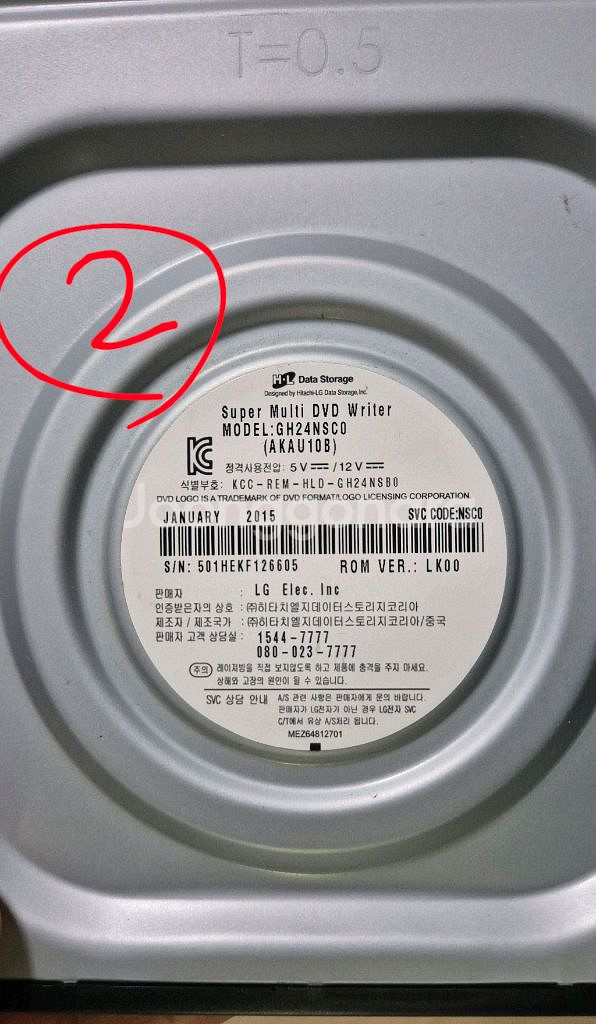 T=0.5
2
H·L Data Storage
Designed by Hitachi-LG Data Storage,Inc.
Super Multi DVD Writer
MODEL:GH24NSC0
(AKAU10B)
정격사용전압: 5V⎓/12V⎓
식별부호: KCC-REM-HLD-GH24NSB0
DVD LOGO IS A TRADEMARK OF DVD FORMAT/LOGO LICENSING CORPORATION.
JANUARY 2015 SVC CODE:NSC0
S/N: 501HEKF126605 ROM VER.: LK00
판매자 : LG Elec. Inc
인증받은자의 상호 : ㈜히타치엘지데이터스토리지코리아
제조자 / 제조국가 : ㈜히타치엘지데이터스토리지코리아/중국
판매자 고객 상담실 : 1544-7777
080-023-7777
주의 레이저빔을 직접 보지않도록 하고 제품에 충격을 주지 마세요.
상해와 고장의 원인이 될 수 있습니다.
SVC 상담 안내 A/S 관련 사항은 판매자에게 문의 바랍니다.
판매자가 LG전자가 아닌 경우 LG전자 SVC
C/T에서 유상 A/S처리 됩니다.
MEZ64812701